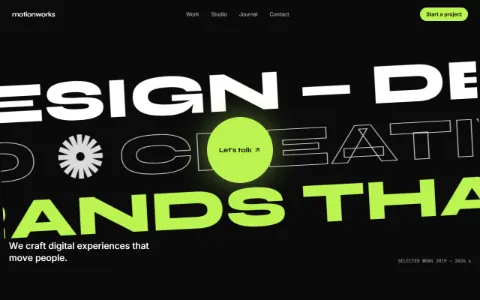 motionworks
Work Studio Journal Contact
Start a project
ESIGN — DE
CREATI
Let's talk ↗
ANDS THA
We craft digital experiences that
move people.
SELECTED WORK 2019 — 2025 ↓